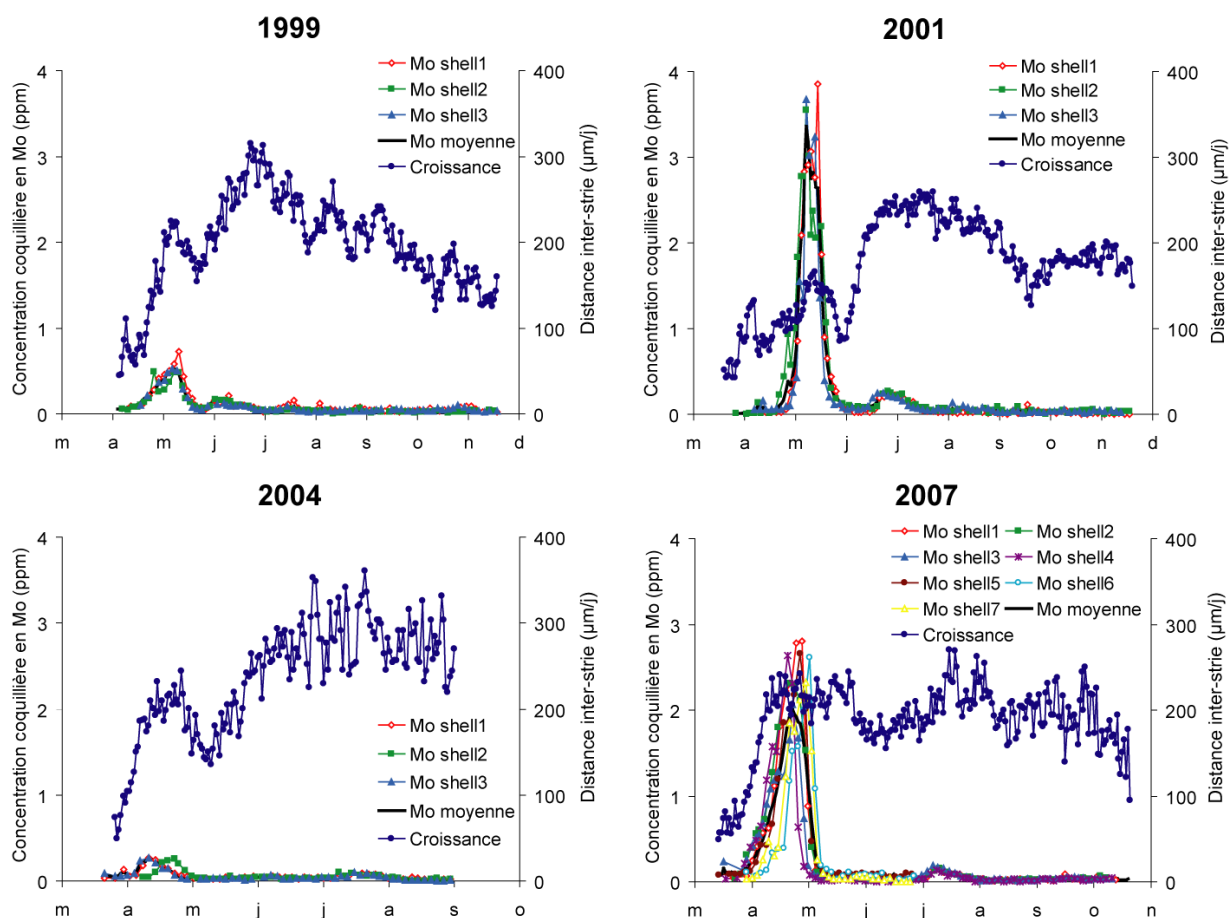 1999
Concentration coquillière en Mo (ppm)
4
3
2
1
0
Mo shell1
Mo shell2
Mo shell3
Mo moyenne
Croissance
400
300
200
100
0
Distance inter-strie (µm/j)
m a m j j a s o n d
2001
Concentration coquillière en Mo (ppm)
4
3
2
1
0
Mo shell1
Mo shell2
Mo shell3
Mo moyenne
Croissance
400
300
200
100
0
Distance inter-strie (µm/j)
m a m j j a s o n d
2004
Concentration coquillière en Mo (ppm)
4
3
2
1
0
Mo shell1
Mo shell2
Mo shell3
Mo moyenne
Croissance
400
300
200
100
0
Distance inter-strie (µm/j)
m a m j j a s o
2007
Concentration coquillière en Mo (ppm)
4
3
2
1
0
Mo shell1 Mo shell2
Mo shell3 Mo shell4
Mo shell5 Mo shell6
Mo shell7 Mo moyenne
Croissance
400
300
200
100
0
Distance inter-strie (µm/j)
m a m j j a s o n